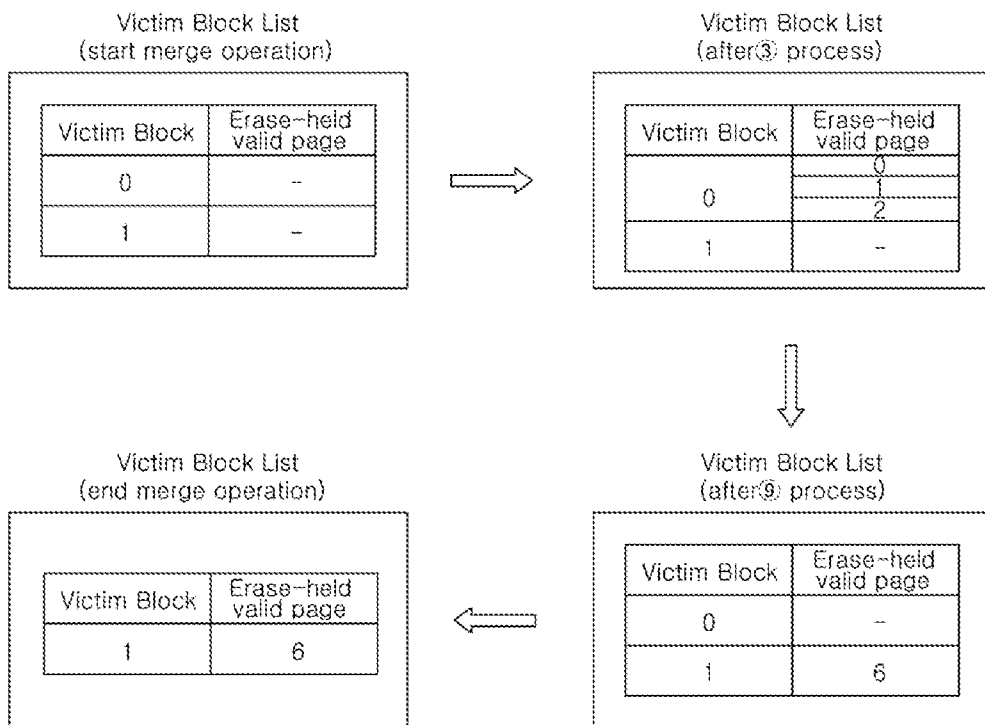 Victim Block List
(start merge operation)
Victim Block Erase-held
valid page
0 -
1 -
Victim Block List
(after③ process)
Victim Block Erase-held
valid page
0 0
1
2
1 -
Victim Block List
(end merge operation)
Victim Block Erase-held
valid page
1 6
Victim Block List
(after⑨ process)
Victim Block Erase-held
valid page
0 -
1 6